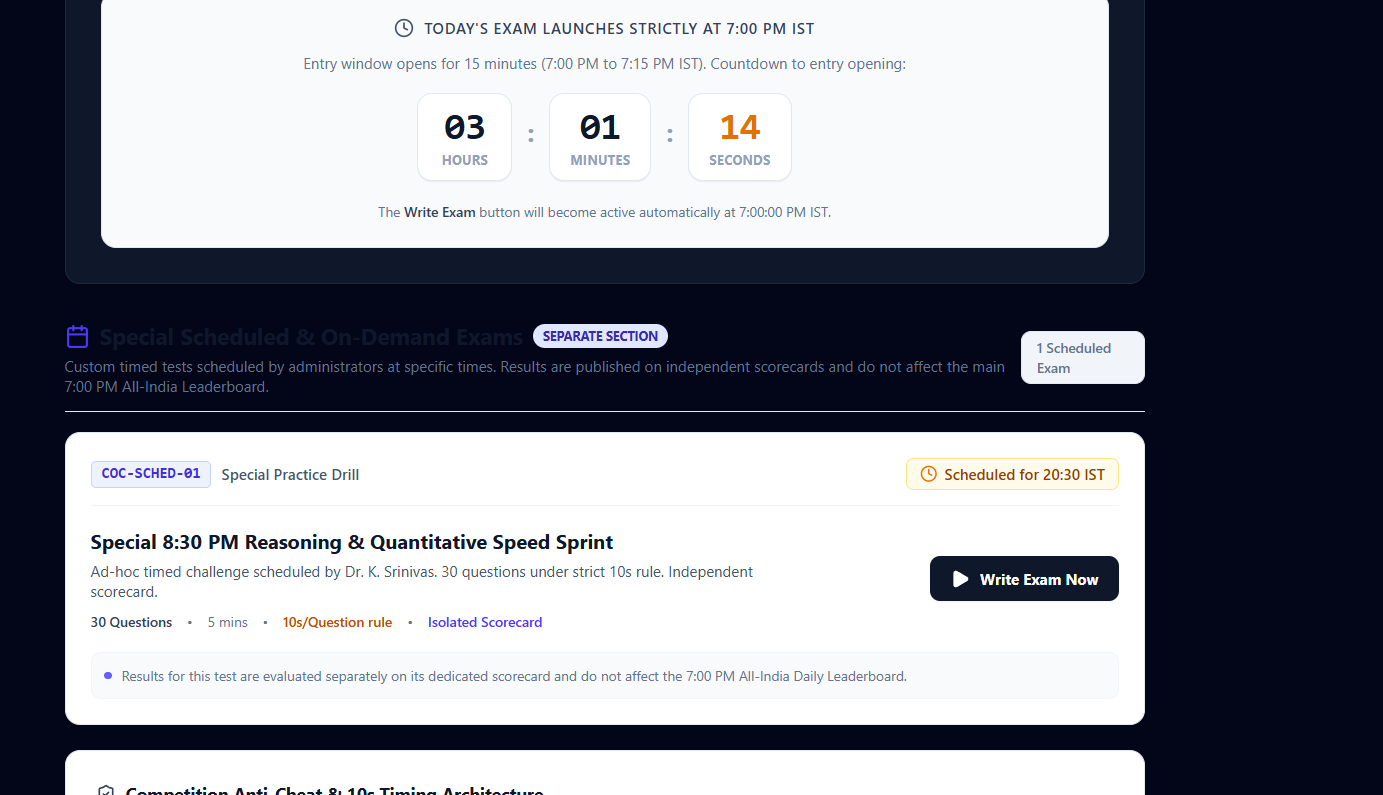 TODAY'S EXAM LAUNCHES STRICTLY AT 7:00 PM IST
Entry window opens for 15 minutes (7:00 PM to 7:15 PM IST). Countdown to entry opening:
03 : 01 : 14
HOURS MINUTES SECONDS
The Write Exam button will become active automatically at 7:00:00 PM IST.
Special Scheduled & On-Demand Exams SEPARATE SECTION
Custom timed tests scheduled by administrators at specific times. Results are published on independent scorecards and do not affect the main
7:00 PM All-India Leaderboard.
1 Scheduled
Exam
COC-SCHED-01 Special Practice Drill Scheduled for 20:30 IST
Special 8:30 PM Reasoning & Quantitative Speed Sprint
Ad-hoc timed challenge scheduled by Dr. K. Srinivas. 30 questions under strict 10s rule. Independent
scorecard.
Write Exam Now
30 Questions • 5 mins • 10s/Question rule • Isolated Scorecard
Results for this test are evaluated separately on its dedicated scorecard and do not affect the 7:00 PM All-India Daily Leaderboard.
Competition Anti-Cheat & 10s Timing Architecture